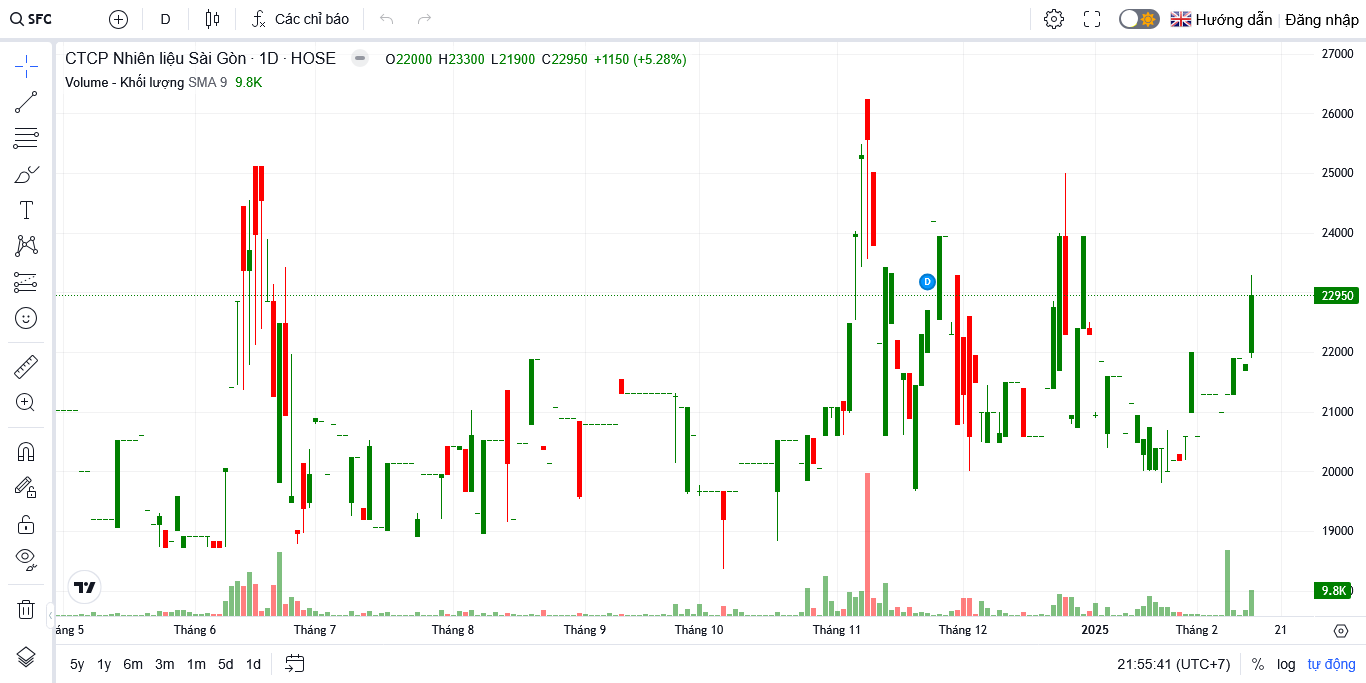 SFC D Các chỉ báo Hướng dẫn Đăng nhập
CTCP Nhiên liệu Sài Gòn · 1D · HOSE O22000 H23300 L21900 C22950 +1150 (+5.28%)
Volume - Khối lượng SMA 9 9.8K
27000
26000
25000
24000
D
22950
22000
21000
20000
19000
9.8K
áng 5 Tháng 6 Tháng 7 Tháng 8 Tháng 9 Tháng 10 Tháng 11 Tháng 12 2025 Tháng 2 21
5y 1y 6m 3m 1m 5d 1d 21:55:41 (UTC+7) % log tự động